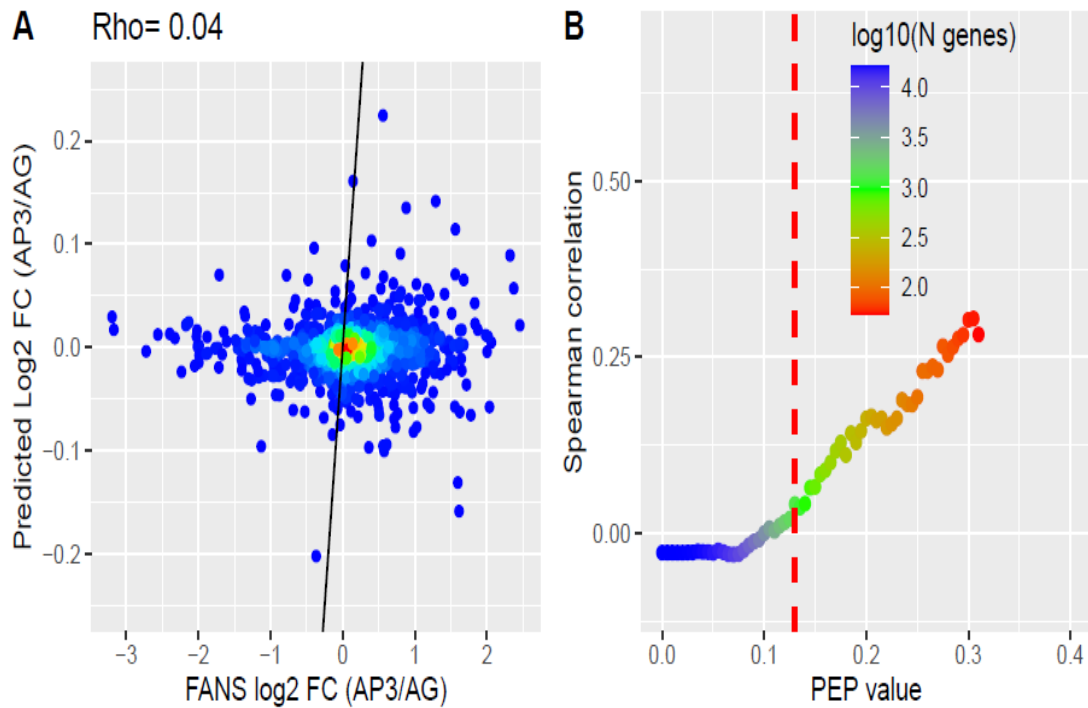 A Rho= 0.04
Predicted Log2 FC (AP3/AG)
0.2
0.1
0.0
−0.1
−0.2
−3 −2 −1 0 1 2
FANS log2 FC (AP3/AG)
B
log10(N genes)
4.0
3.5
3.0
2.5
2.0
Spearman correlation
0.50
0.25
0.00
0.0 0.1 0.2 0.3 0.4
PEP value